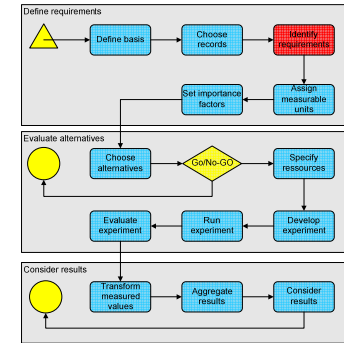 Define requirements
Define basis
Choose
records
Identify
requirements
Set importance
factors
Assign
measurable
units
Evaluate alternatives
Choose
alternatives
Go/No-GO
Specify
ressources
Evaluate
experiment
Run
experiment
Develop
experiment
Consider results
Transform
measured
values
Aggregate
results
Consider
results